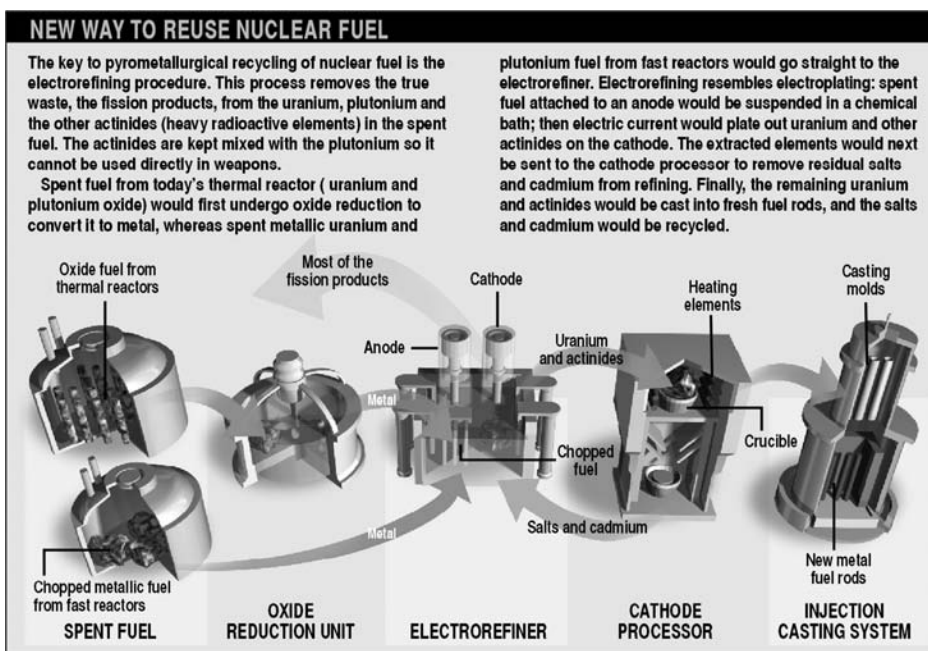 NEW WAY TO REUSE NUCLEAR FUEL
The key to pyrometallurgical recycling of nuclear fuel is the
electrorefining procedure. This process removes the true
waste, the fission products, from the uranium, plutonium and
the other actinides (heavy radioactive elements) in the spent
fuel. The actinides are kept mixed with the plutonium so it
cannot be used directly in weapons.
Spent fuel from today's thermal reactor ( uranium and
plutonium oxide) would first undergo oxide reduction to
convert it to metal, whereas spent metallic uranium and
plutonium fuel from fast reactors would go straight to the
electrorefiner. Electrorefining resembles electroplating: spent
fuel attached to an anode would be suspended in a chemical
bath; then electric current would plate out uranium and other
actinides on the cathode. The extracted elements would next
be sent to the cathode processor to remove residual salts
and cadmium from refining. Finally, the remaining uranium
and actinides would be cast into fresh fuel rods, and the salts
and cadmium would be recycled.
Oxide fuel from
thermal reactors
Most of the
fission products
Cathode
Anode
Uranium
and actinides
Heating
elements
Casting
molds
Metal
Chopped
fuel
Crucible
Metal
Salts and cadmium
Chopped metallic fuel
from fast reactors
New metal
fuel rods
SPENT FUEL
OXIDE
REDUCTION UNIT
ELECTROREFINER
CATHODE
PROCESSOR
INJECTION
CASTING SYSTEM